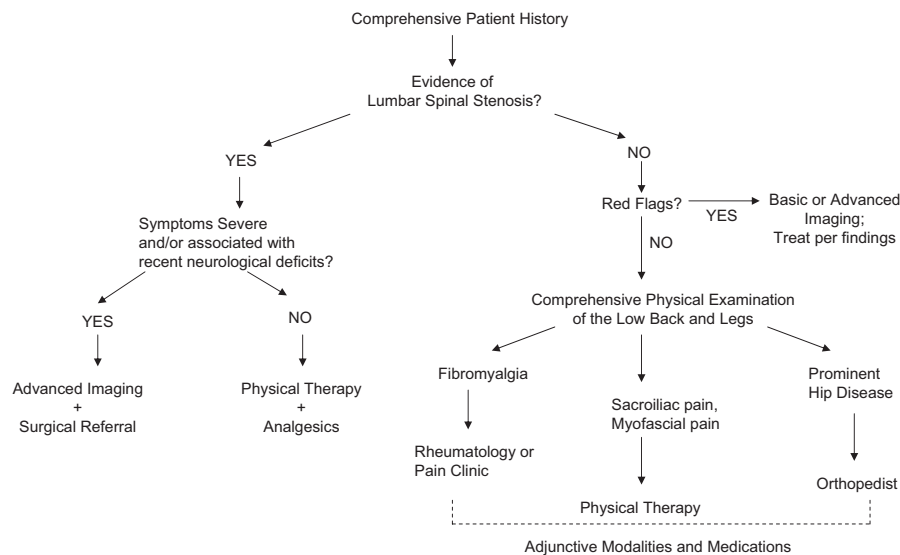 Comprehensive Patient History
Evidence of
Lumbar Spinal Stenosis?
YES
NO
Symptoms Severe
and/or associated with
recent neurological deficits?
Red Flags?
YES
Basic or Advanced
Imaging;
Treat per findings
NO
YES
NO
Advanced Imaging
+
Surgical Referral
Physical Therapy
+
Analgesics
Comprehensive Physical Examination
of the Low Back and Legs
Fibromyalgia
Sacroiliac pain,
Myofascial pain
Prominent
Hip Disease
Rheumatology or
Pain Clinic
Physical Therapy
Orthopedist
Adjunctive Modalities and Medications